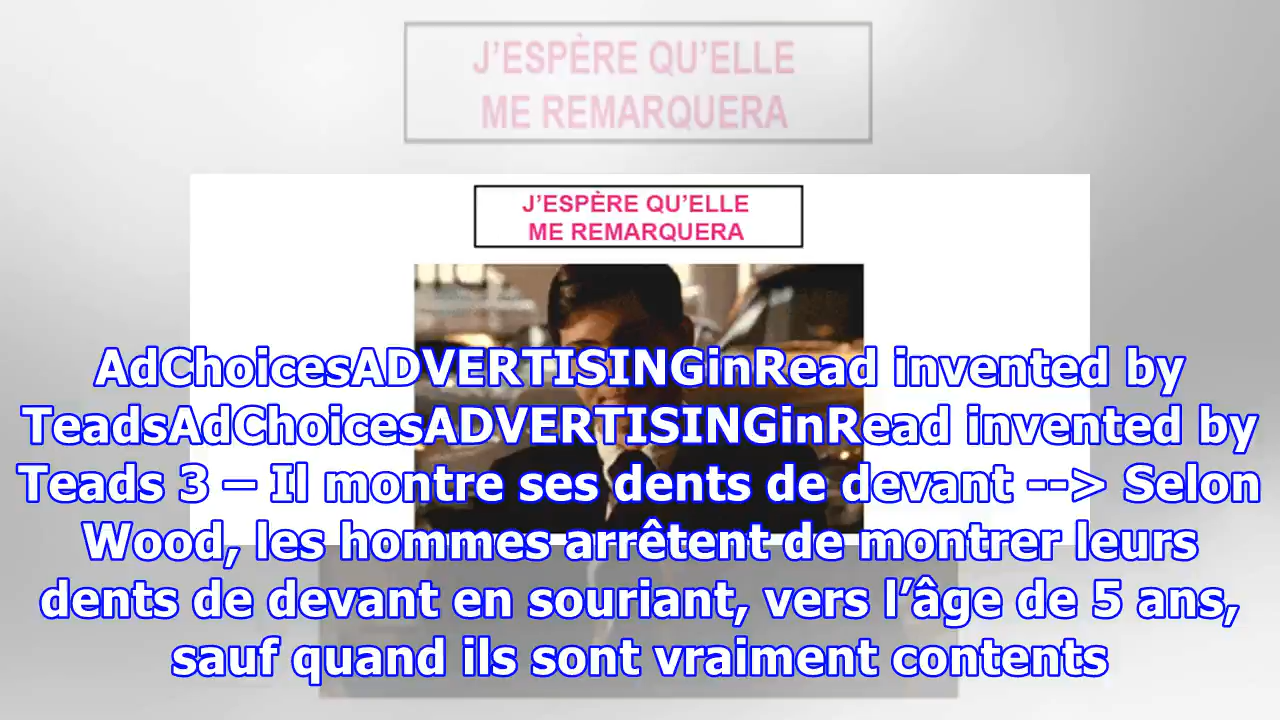 J’ESPÈRE QU’ELLE
ME REMARQUERA
J’ESPÈRE QU’ELLE
ME REMARQUERA
AdChoicesADVERTISINGinRead invented by
TeadsAdChoicesADVERTISINGinRead invented by
Teads 3 – Il montre ses dents de devant --> Selon
Wood, les hommes arrêtent de montrer leurs
dents de devant en souriant, vers l’âge de 5 ans,
sauf quand ils sont vraiment contents